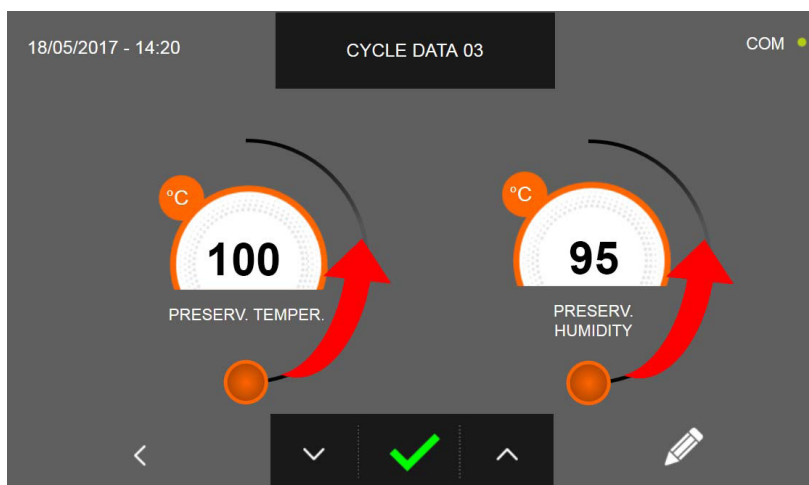 18/05/2017 - 14:20
CYCLE DATA 03
COM
°C
100
PRESERV. TEMPER.
°C
95
PRESERV.
HUMIDITY